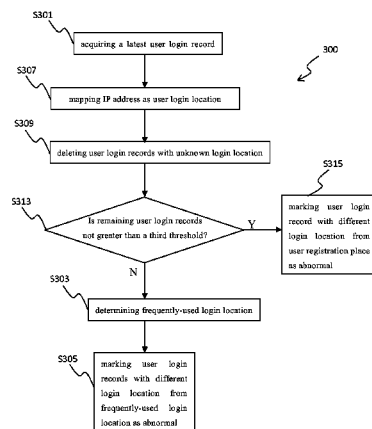 S301
acquiring a latest user login record
300
S307
mapping IP address as user login location
S309
deleting user login records with unknown login location
S315
marking user login
record with different
login location from
user registration place
as abnormal
S313
Is remaining user login records
not greater than a third threshold?
Y
N
S303
determining frequently-used login location
S305
marking user login
records with different
login location from
frequently-used login
location as abnormal